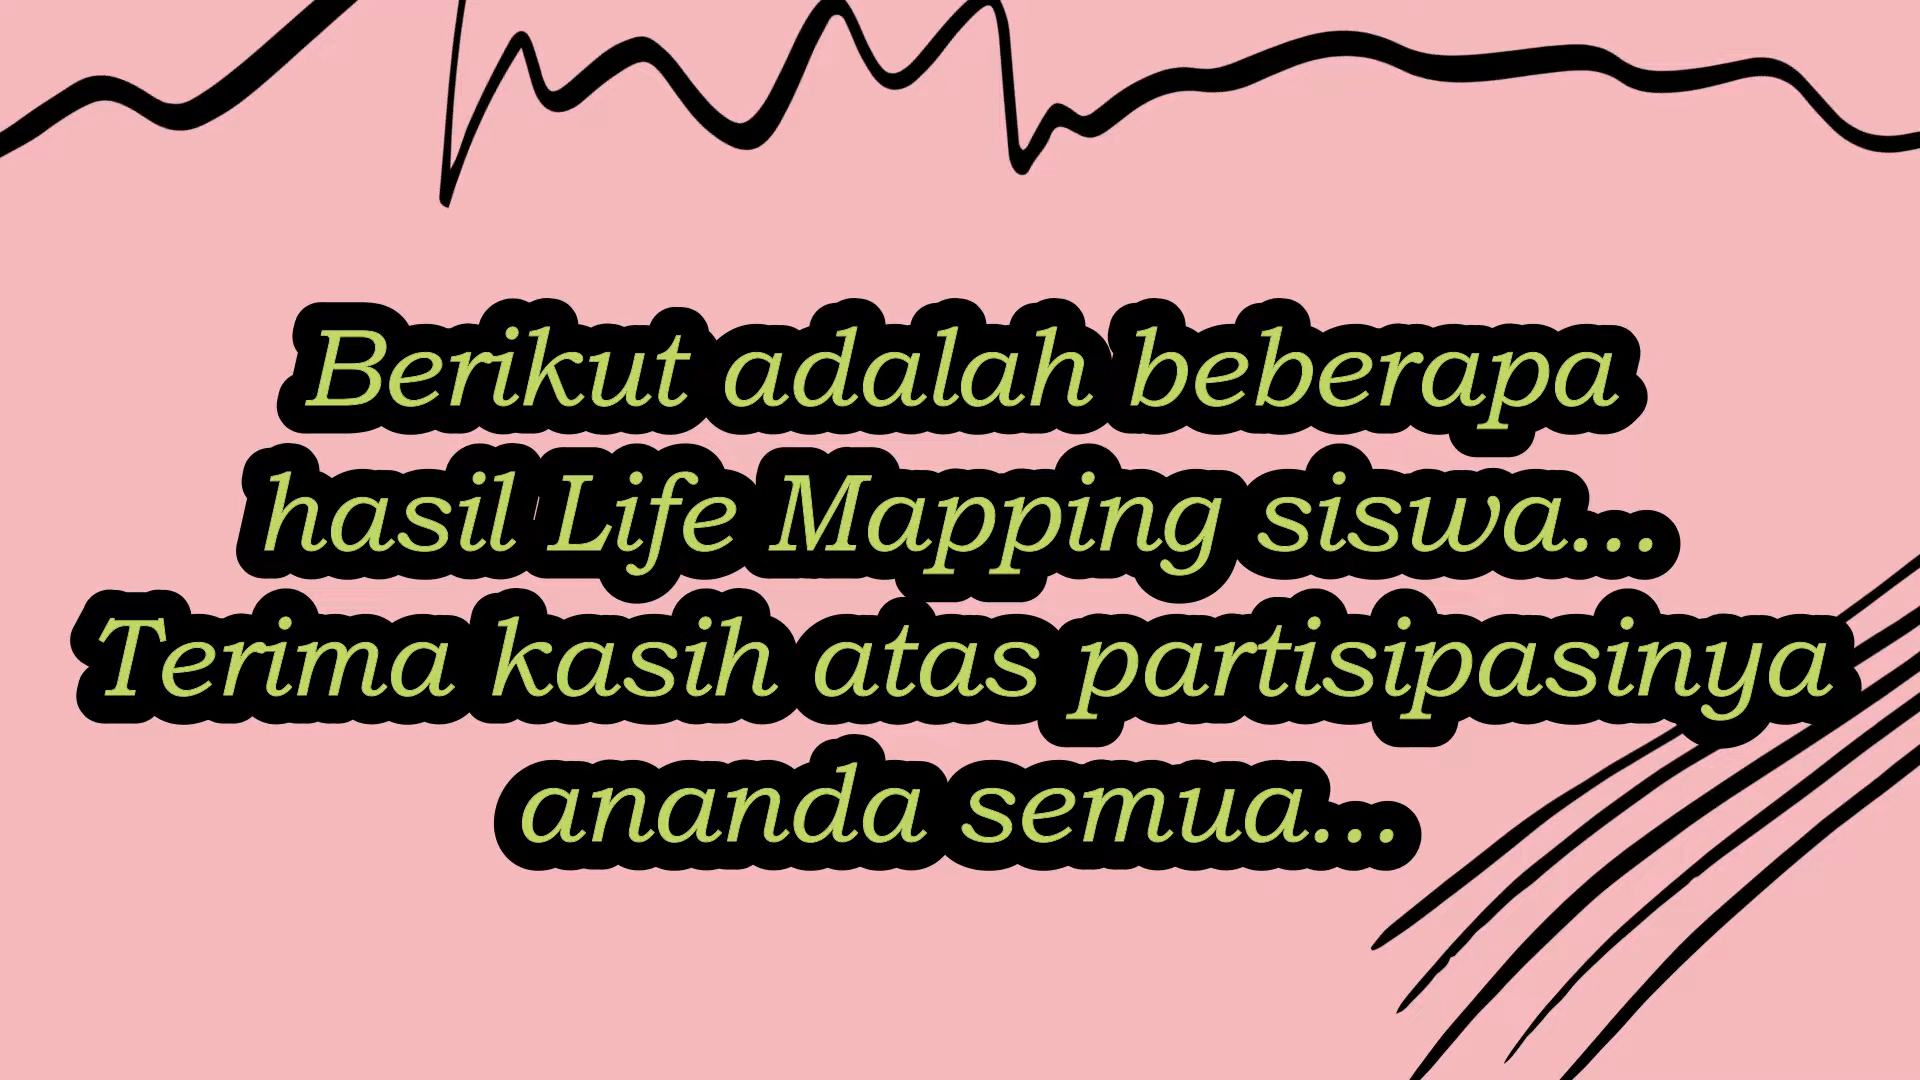 Berikut adalah beberapa
hasil Life Mapping siswa...
Terima kasih atas partisipasinya
ananda semua...